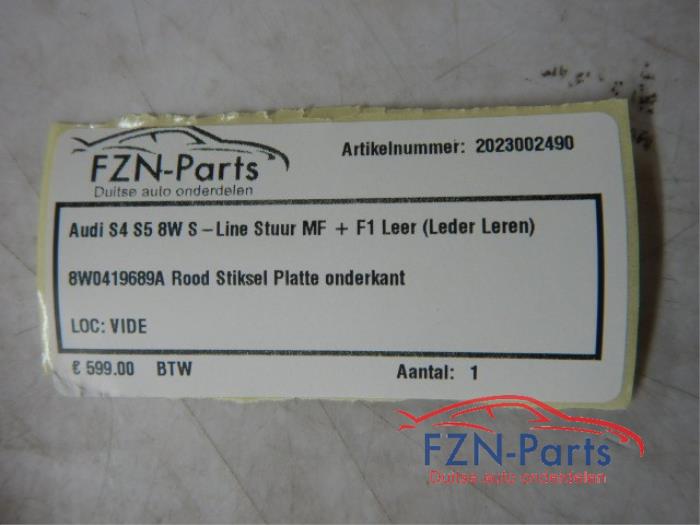 FZN-Parts
Duitse auto onderdelen
Artikelnummer: 2023002490
Audi S4 S5 8W S-Line Stuur MF + F1 Leer (Leder Leren)
8W0419689A Rood Stiksel Platte onderkant
LOC: VIDE
€ 599.00 BTW
Aantal: 1
FZN-Parts
Duitse auto onderdelen